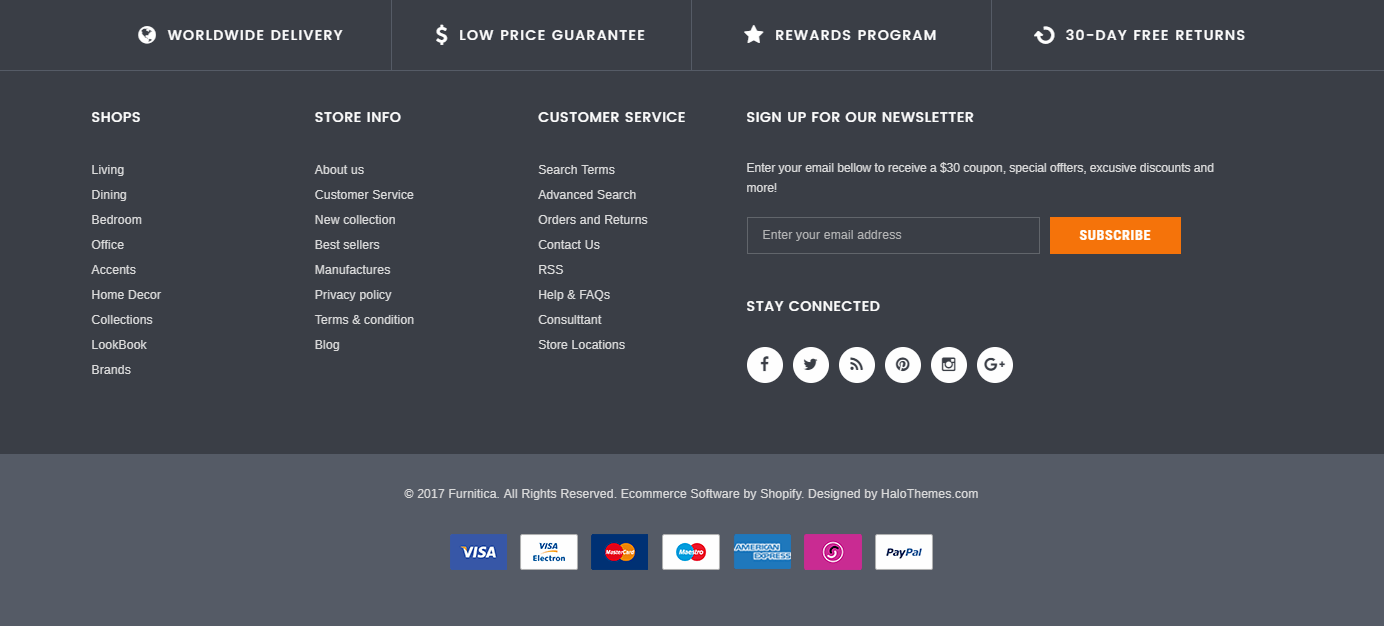 WORLDWIDE DELIVERY
LOW PRICE GUARANTEE
REWARDS PROGRAM
30-DAY FREE RETURNS
SHOPS
Living
Dining
Bedroom
Office
Accents
Home Decor
Collections
LookBook
Brands
STORE INFO
About us
Customer Service
New collection
Best sellers
Manufactures
Privacy policy
Terms & condition
Blog
CUSTOMER SERVICE
Search Terms
Advanced Search
Orders and Returns
Contact Us
RSS
Help & FAQs
Consulttant
Store Locations
SIGN UP FOR OUR NEWSLETTER
Enter your email bellow to receive a $30 coupon, special offters, excusive discounts and
more!
Enter your email address
SUBSCRIBE
STAY CONNECTED
© 2017 Furnitica. All Rights Reserved. Ecommerce Software by Shopify. Designed by HaloThemes.com
VISA
VISA
Electron
MasterCard
Maestro
AMERICAN
EXPRESS
PayPal